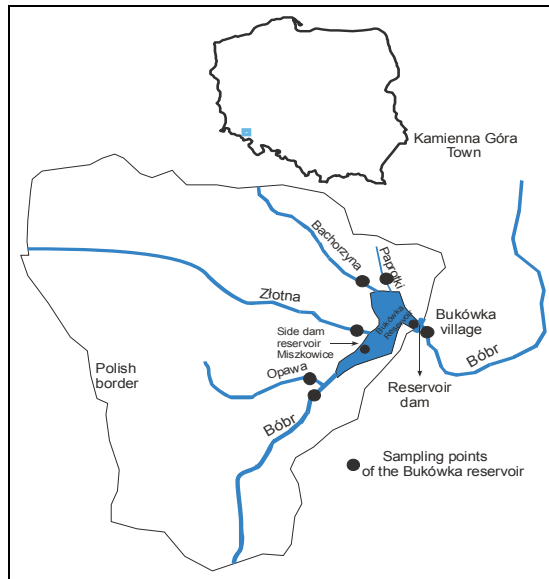 Kamienna Góra
Town
Bachorzyna
Paprotki
Złotna
Bukówka
Reservoir
Side dam
reservoir
Miszkowice
Bukówka
village
Bóbr
Opawa
Polish
border
Reservoir
dam
Bóbr
Sampling points
of the Bukówka reservoir